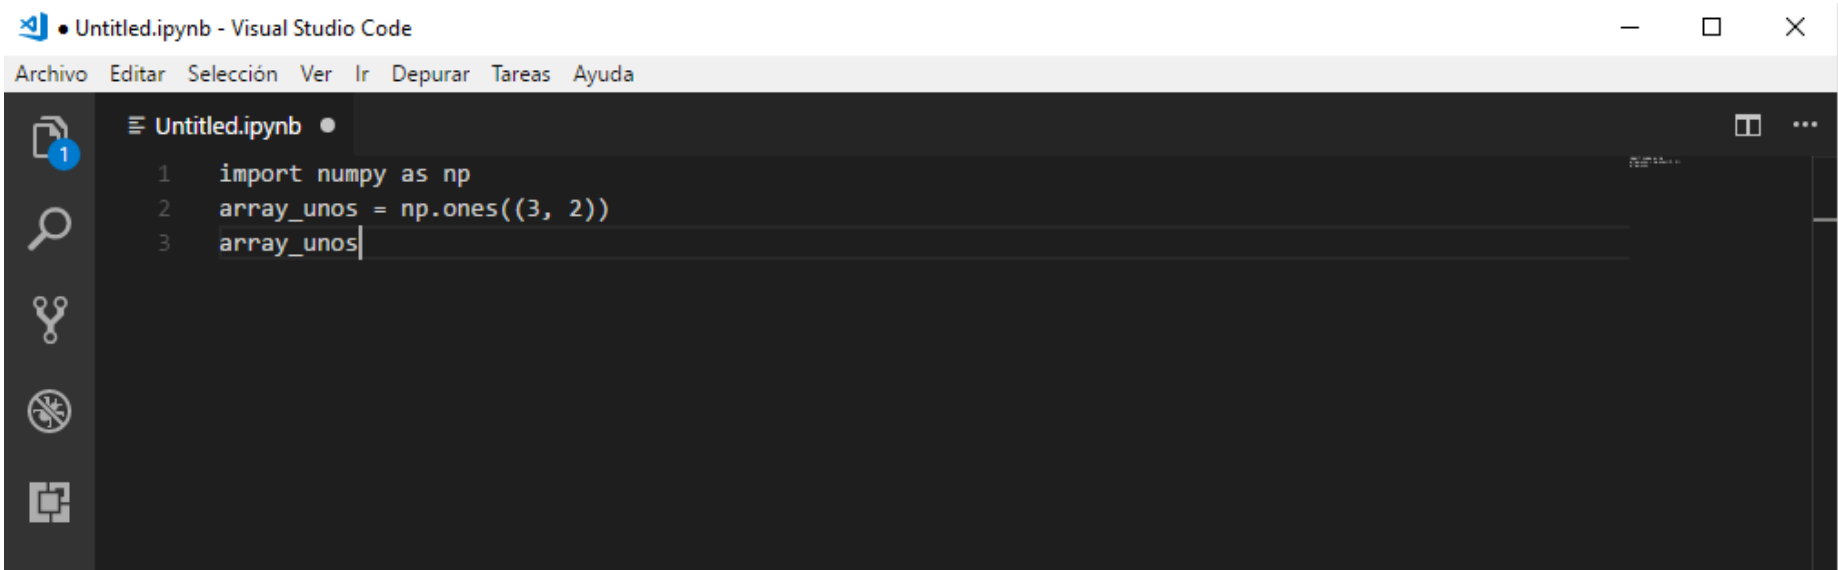 ● Untitled.ipynb - Visual Studio Code
Archivo Editar Selección Ver Ir Depurar Tareas Ayuda
Untitled.ipynb ●
1
1 import numpy as np
2 array_unos = np.ones((3, 2))
3 array_unos